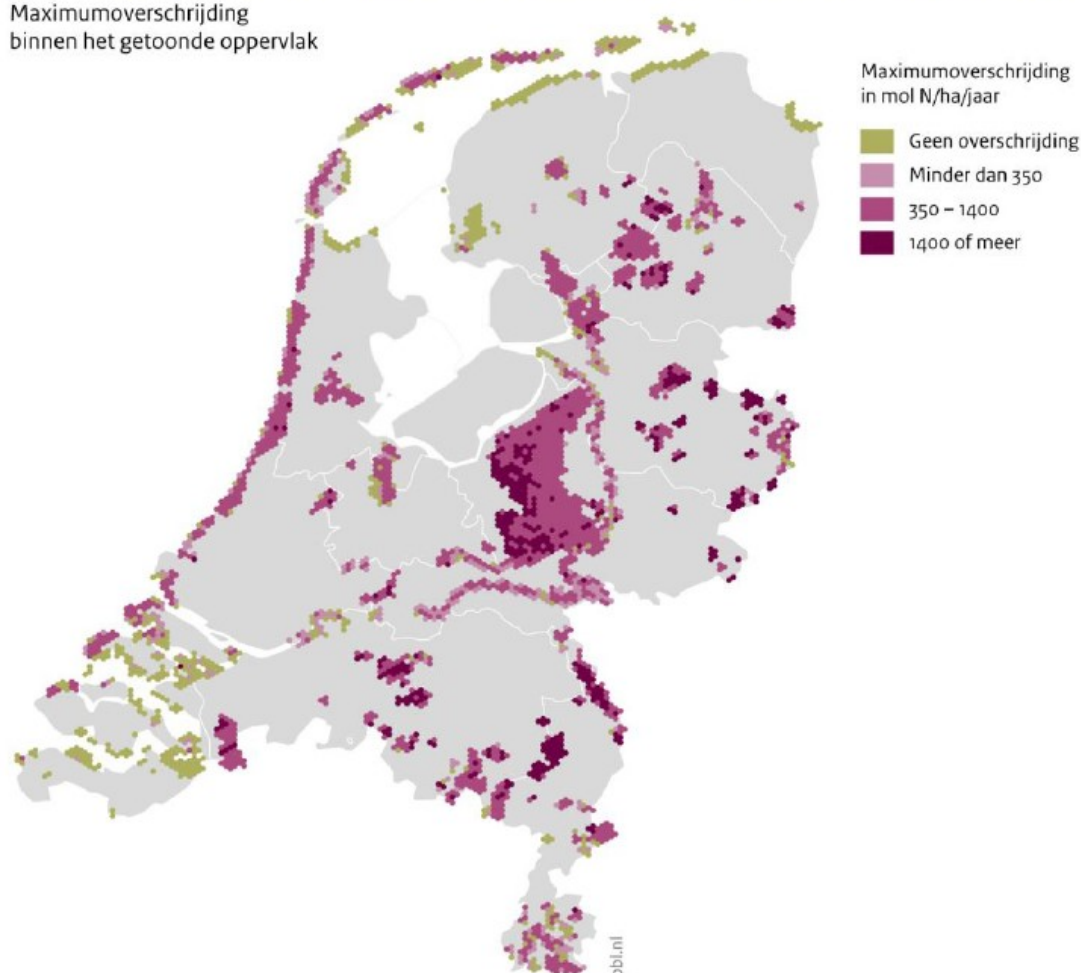 Maximumoverschrijding
binnen het getoonde oppervlak
Maximumoverschrijding
in mol N/ha/jaar
Geen overschrijding
Minder dan 350
350 – 1400
1400 of meer
pbl.nl